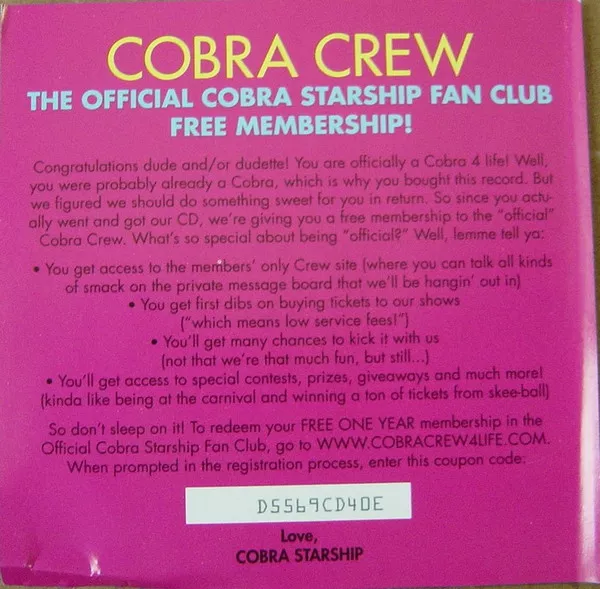 COBRA CREW
THE OFFICIAL COBRA STARSHIP FAN CLUB
FREE MEMBERSHIP!
Congratulations dude and/or dudette! You are officially a Cobra 4 life! Well,
you were probably already a Cobra, which is why you bought this record. But
we figured we should do something sweet for you in return. So since you actu-
ally went and got our CD, we're giving you a free membership to the "official"
Cobra Crew. What's so special about being "official?" Well, lemme tell ya:
• You get access to the members' only Crew site (where you can talk all kinds
of smack on the private message board that we'll be hangin' out in)
• You get first dibs on buying tickets to our shows
("which means low service fees!")
• You'll get many chances to kick it with us
(not that we're that much fun, but still...)
• You'll get access to special contests, prizes, giveaways and much more!
(kinda like being at the carnival and winning a ton of tickets from skee-ball)
So don't sleep on it! To redeem your FREE ONE YEAR membership in the
Official Cobra Starship Fan Club, go to WWW.COBRACREW4LIFE.COM.
When prompted in the registration process, enter this coupon code:
D5569CD40E
Love,
COBRA STARSHIP